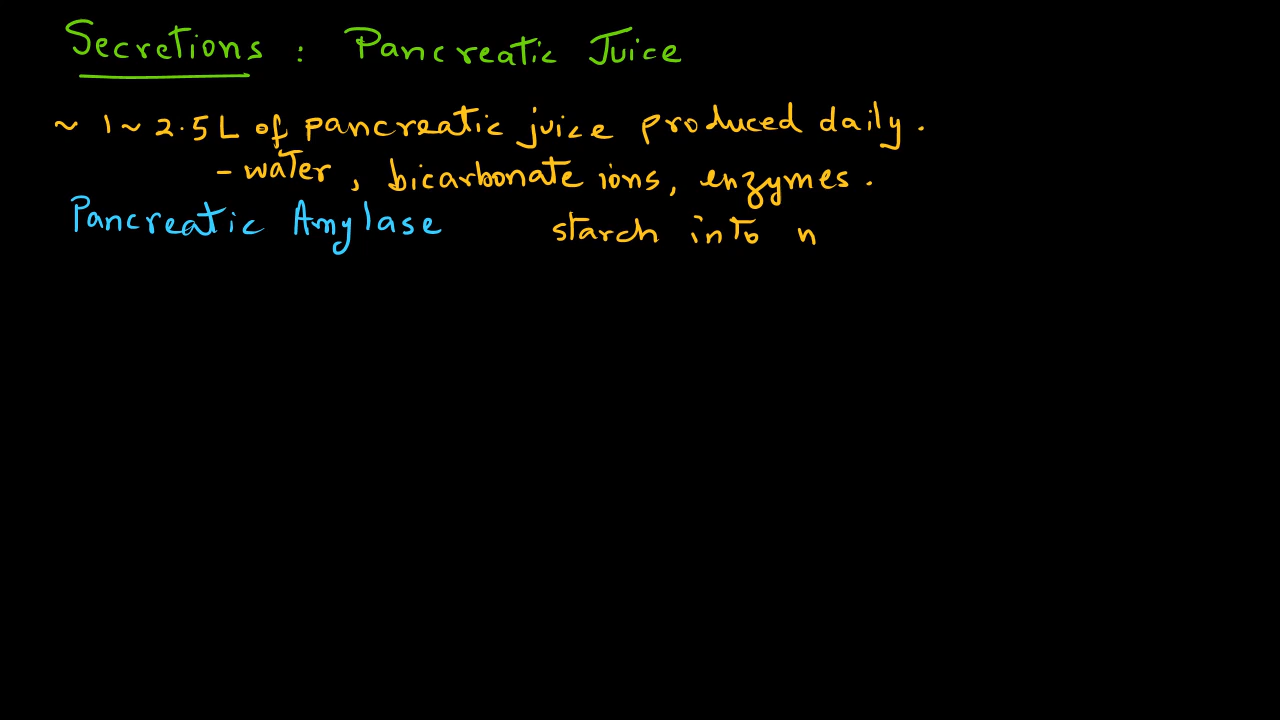 Secretions : Pancreatic Juice
~ 1 ~ 2.5 L of pancreatic juice produced daily.
- water, bicarbonate ions, enzymes.
Pancreatic Amylase starch into n